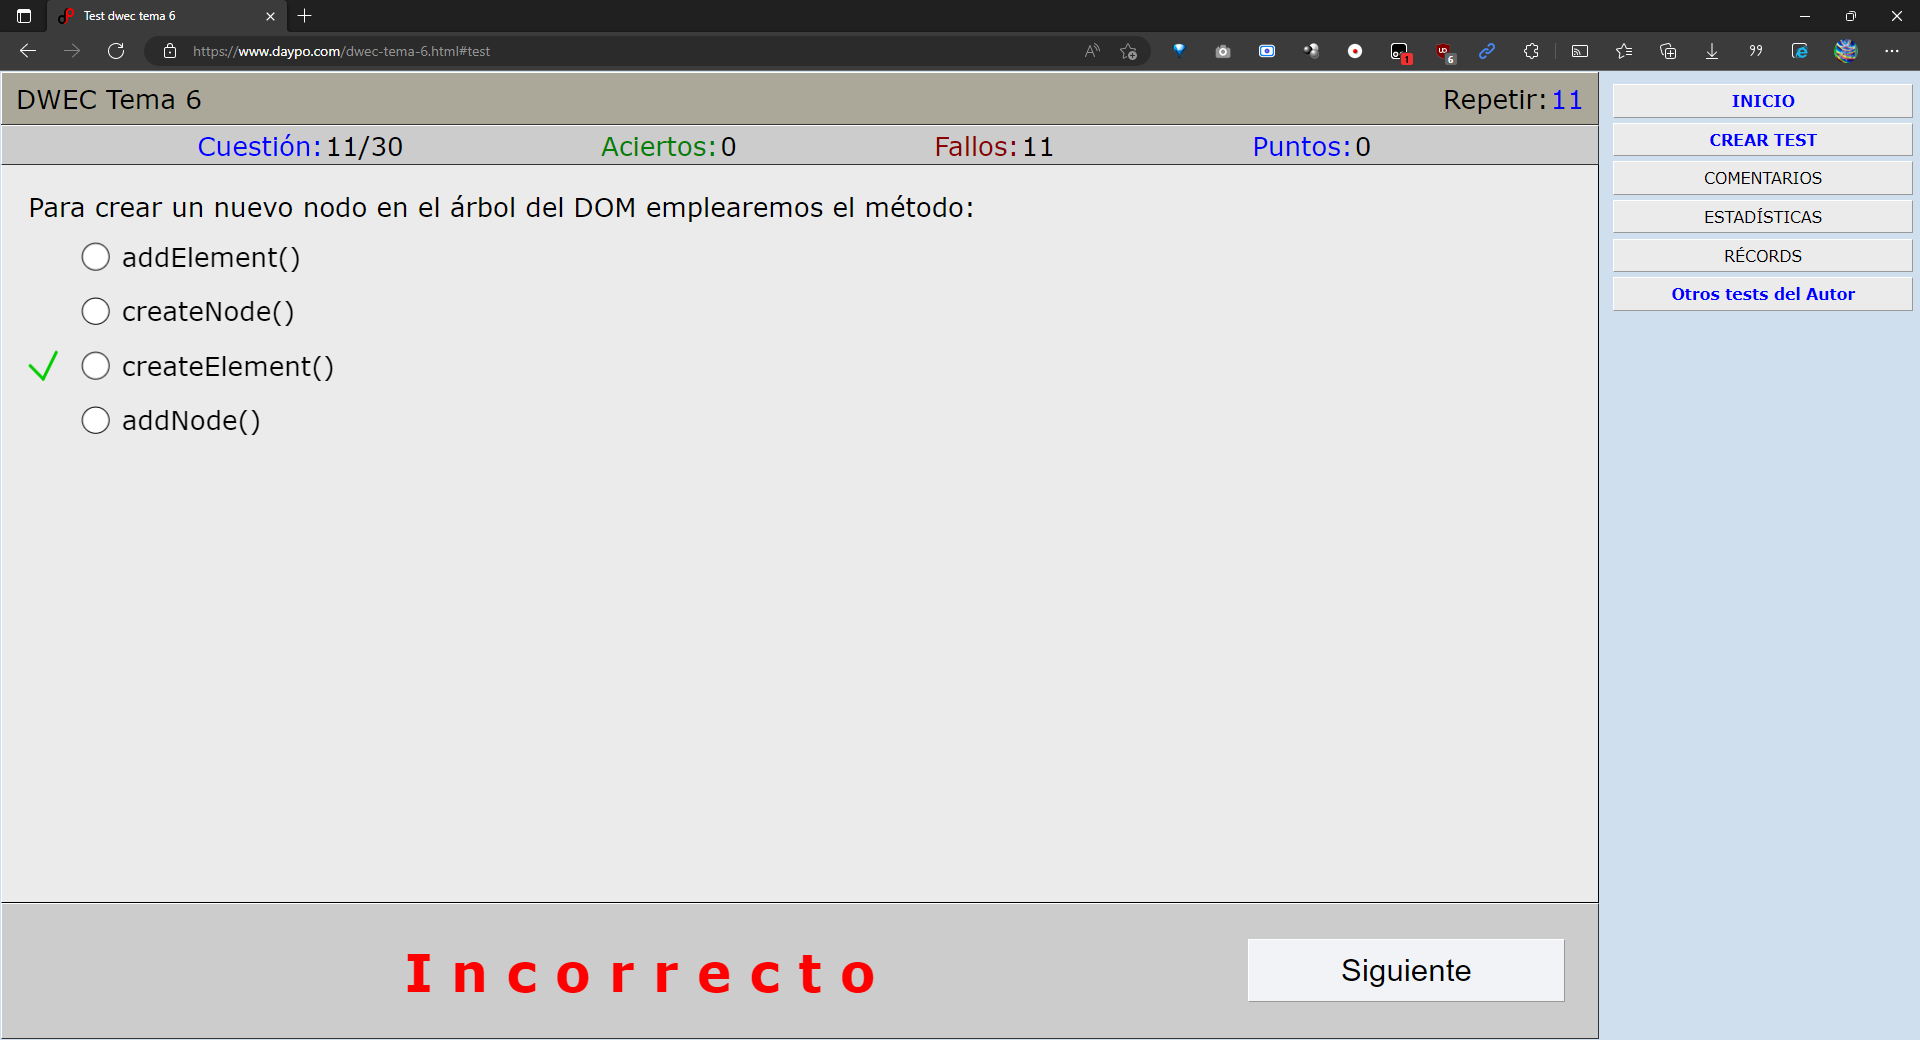 Test dwec tema 6
https://www.daypo.com/dwec-tema-6.html#test
1
6
DWEC Tema 6
Repetir: 11
Cuestión: 11/30
Aciertos: 0
Fallos: 11
Puntos: 0
Para crear un nuevo nodo en el árbol del DOM emplearemos el método:
addElement()
createNode()
createElement()
addNode()
Incorrecto
Siguiente
INICIO
CREAR TEST
COMENTARIOS
ESTADÍSTICAS
RÉCORDS
Otros tests del Autor